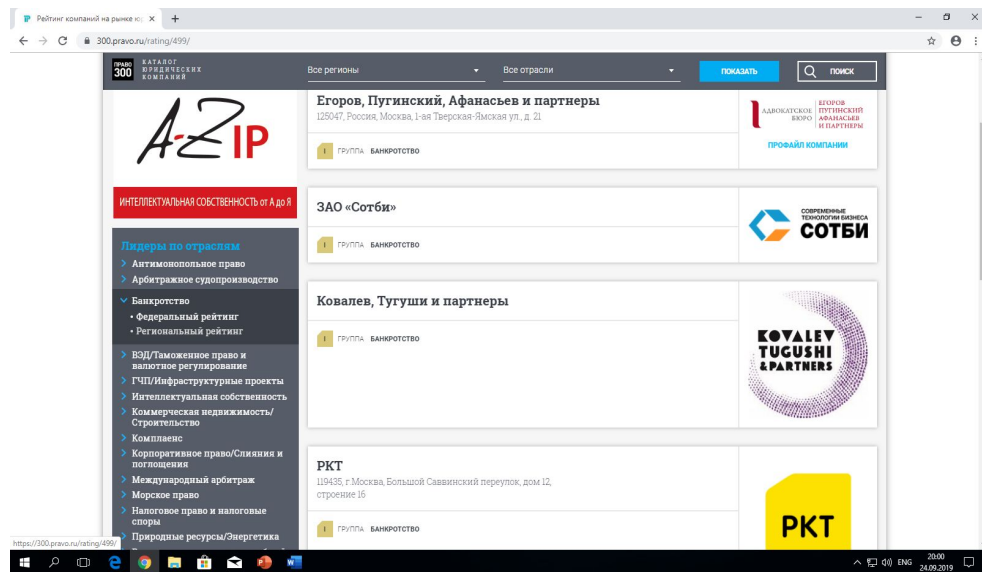 Рейтинг компаний на рынке юр
300.pravo.ru/rating/499/
ПРАВО
300
КАТАЛОГ
ЮРИДИЧЕСКИХ
КОМПАНИЙ
Все регионы
Все отрасли
ПОКАЗАТЬ
ПОИСК
A-Z IP
ИНТЕЛЛЕКТУАЛЬНАЯ СОБСТВЕННОСТЬ от А до Я
Лидеры по отраслям
Антимонопольное право
Арбитражное судопроизводство
Банкротство
• Федеральный рейтинг
• Региональный рейтинг
ВЭД/Таможенное право и
валютное регулирование
ГЧП/Инфраструктурные проекты
Интеллектуальная собственность
Коммерческая недвижимость/
Строительство
Комплаенс
Корпоративное право/Слияния и
поглощения
Международный арбитраж
Морское право
Налоговое право и налоговые
споры
Природные ресурсы/Энергетика
Егоров, Пугинский, Афанасьев и партнеры
125047, Россия, Москва, 1-ая Тверская-Ямская ул., д. 21
I ГРУППА БАНКРОТСТВО
АДВОКАТСКОЕ
БЮРО
ЕГОРОВ
ПУГИНСКИЙ
АФАНАСЬЕВ
И ПАРТНЕРЫ
ПРОФАЙЛ КОМПАНИИ
ЗАО «Сотби»
I ГРУППА БАНКРОТСТВО
СОВРЕМЕННЫЕ
ТЕХНОЛОГИИ БИЗНЕСА
СОТБИ
Ковалев, Тугуши и партнеры
I ГРУППА БАНКРОТСТВО
KOVALEV
TUGUSHI
& PARTNERS
РКТ
119435, г.Москва, Большой Саввинский переулок, дом 12,
строение 16
I ГРУППА БАНКРОТСТВО
РКТ
https://300.pravo.ru/rating/499/
ENG
20:00
24.09.2019